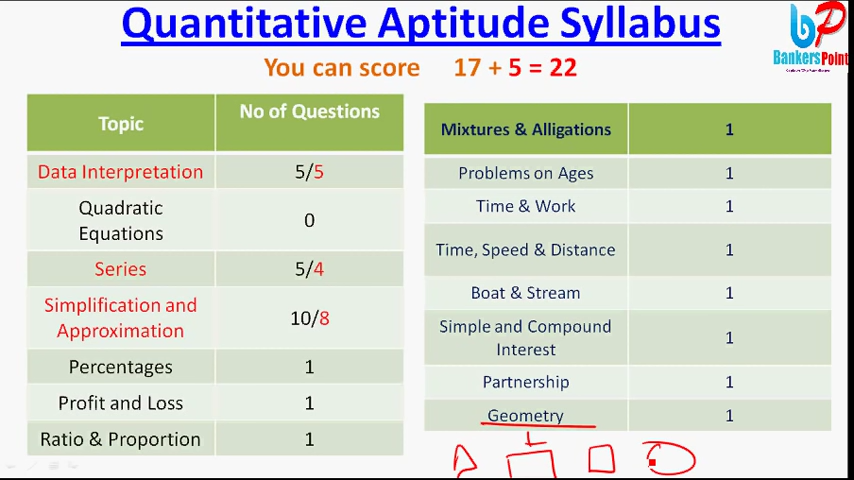 Quantitative Aptitude Syllabus
BankersPoint
You can score 17 + 5 = 22
Topic No of Questions
Data Interpretation 5/5
Quadratic
Equations 0
Series 5/4
Simplification and
Approximation 10/8
Percentages 1
Profit and Loss 1
Ratio & Proportion 1
Mixtures & Alligations 1
Problems on Ages 1
Time & Work 1
Time, Speed & Distance 1
Boat & Stream 1
Simple and Compound
Interest 1
Partnership 1
Geometry 1